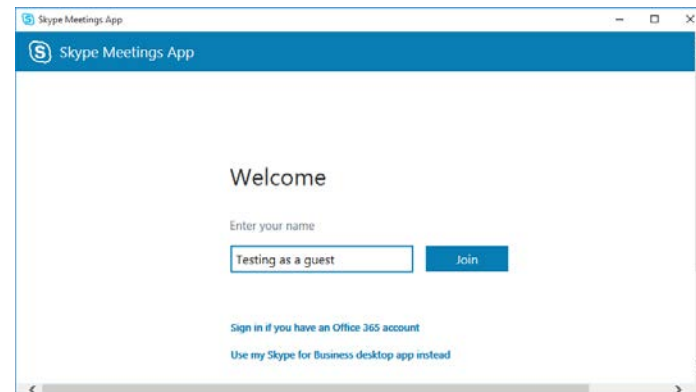 Skype Meetings App
Skype Meetings App
Welcome
Enter your name
Testing as a guest
Join
Sign in if you have an Office 365 account
Use my Skype for Business desktop app instead